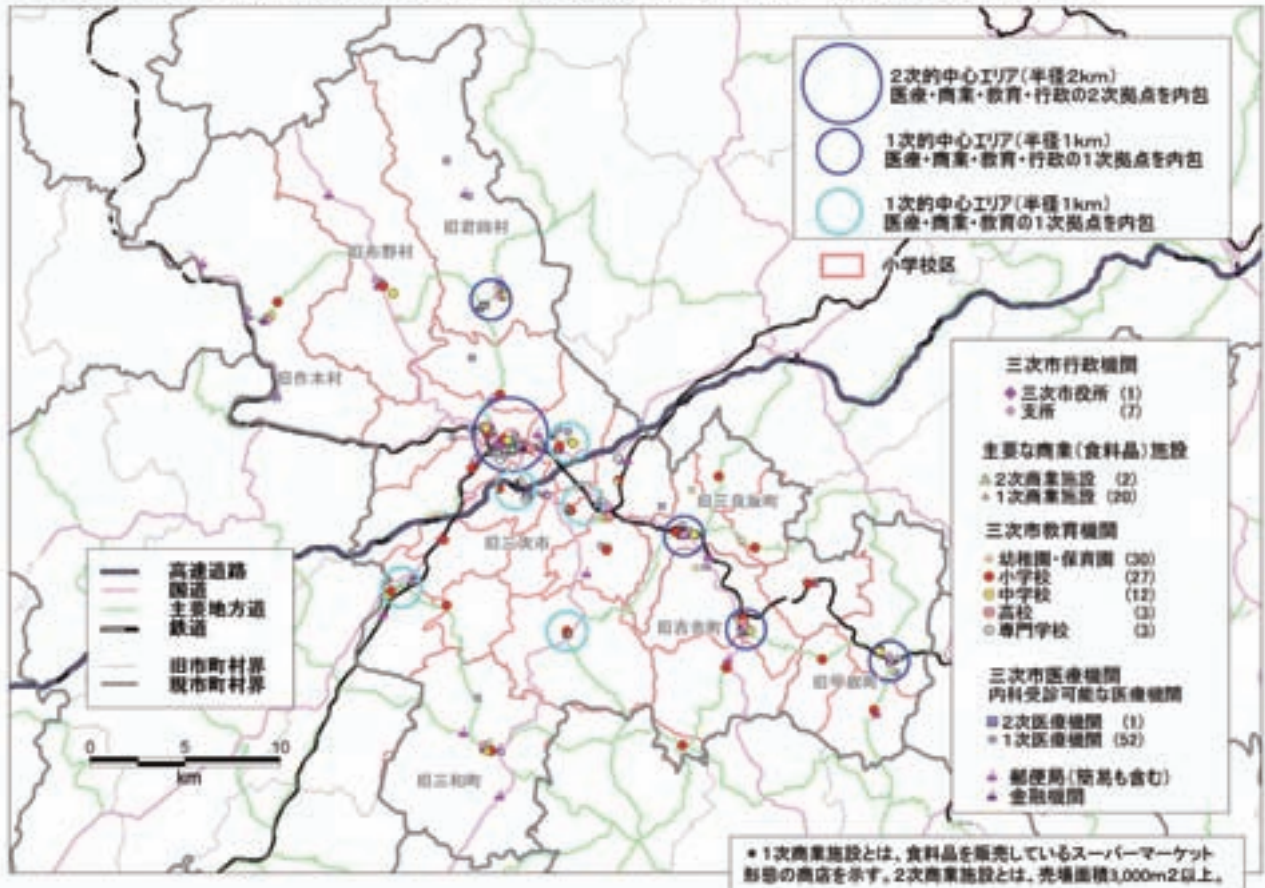 2次的中心エリア(半径2km)
医療・商業・教育・行政の2次拠点を内包
1次的中心エリア(半径1km)
医療・商業・教育・行政の1次拠点を内包
1次的中心エリア(半径1km)
医療・商業・教育の1次拠点を内包
小学校区
旧君田村
旧布野村
旧作木村
旧三良坂町
旧三次市
旧吉舎町
旧甲奴町
旧三和町
三次市行政機関
三次市役所 (1)
支所 (7)
主要な商業(食料品)施設
2次商業施設 (2)
1次商業施設 (20)
三次市教育機関
幼稚園・保育園 (30)
小学校 (27)
中学校 (12)
高校 (3)
専門学校 (3)
三次市医療機関
内科受診可能な医療機関
2次医療機関 (1)
1次医療機関 (52)
郵便局(簡易も含む)
金融機関
高速道路
国道
主要地方道
鉄道
旧市町村界
現市町村界
0 5 10
km
●1次商業施設とは、食料品を販売しているスーパーマーケット
形態の商店を示す。2次商業施設とは、売場面積3,000m2以上。